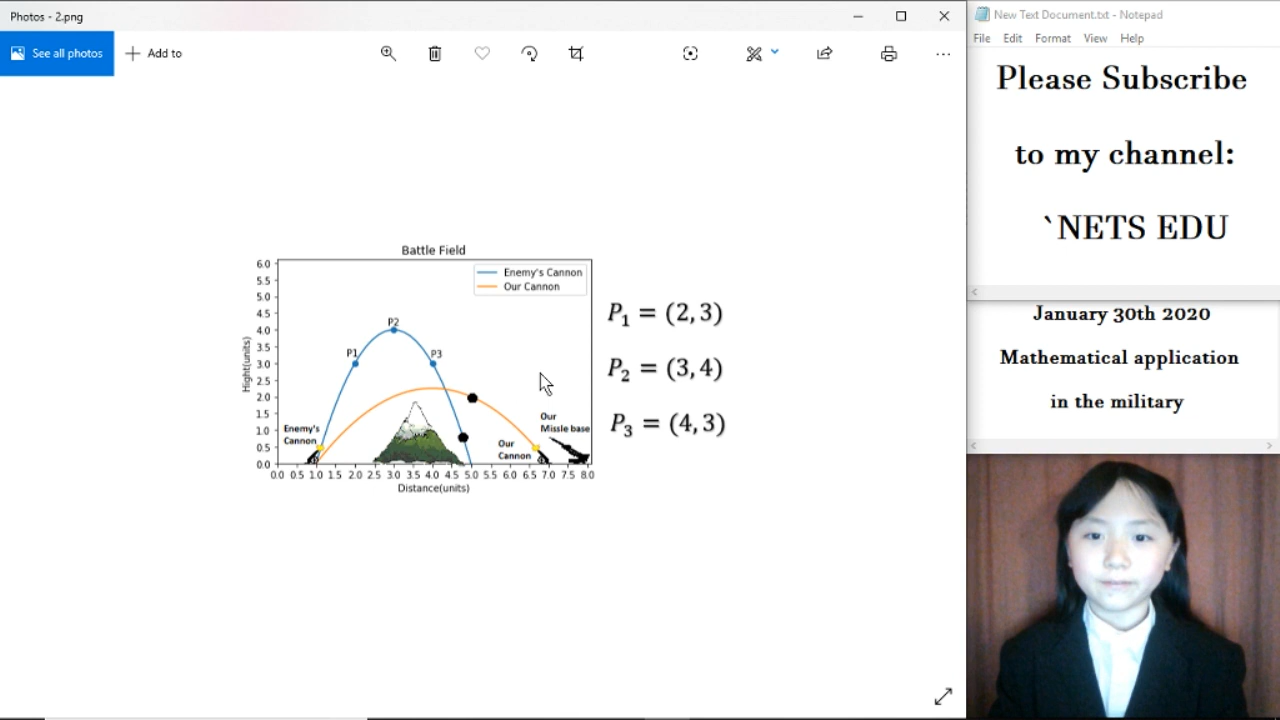 Photos - 2.png
See all photos
Add to
Battle Field
6.0
5.5
5.0
4.5
4.0
3.5
3.0
2.5
2.0
1.5
1.0
0.5
0.0
Hight(units)
Enemy's Cannon
Our Cannon
P1
P2
P3
Enemy's
Cannon
Our
Cannon
Our
Missle base
0.0 0.5 1.0 1.5 2.0 2.5 3.0 3.5 4.0 4.5 5.0 5.5 6.0 6.5 7.0 7.5 8.0
Distance(units)
P₁ = (2, 3)
P₂ = (3, 4)
P₃ = (4, 3)
New Text Document.txt - Notepad
File Edit Format View Help
Please Subscribe
to my channel:
`NETS EDU
January 30th 2020
Mathematical application
in the military